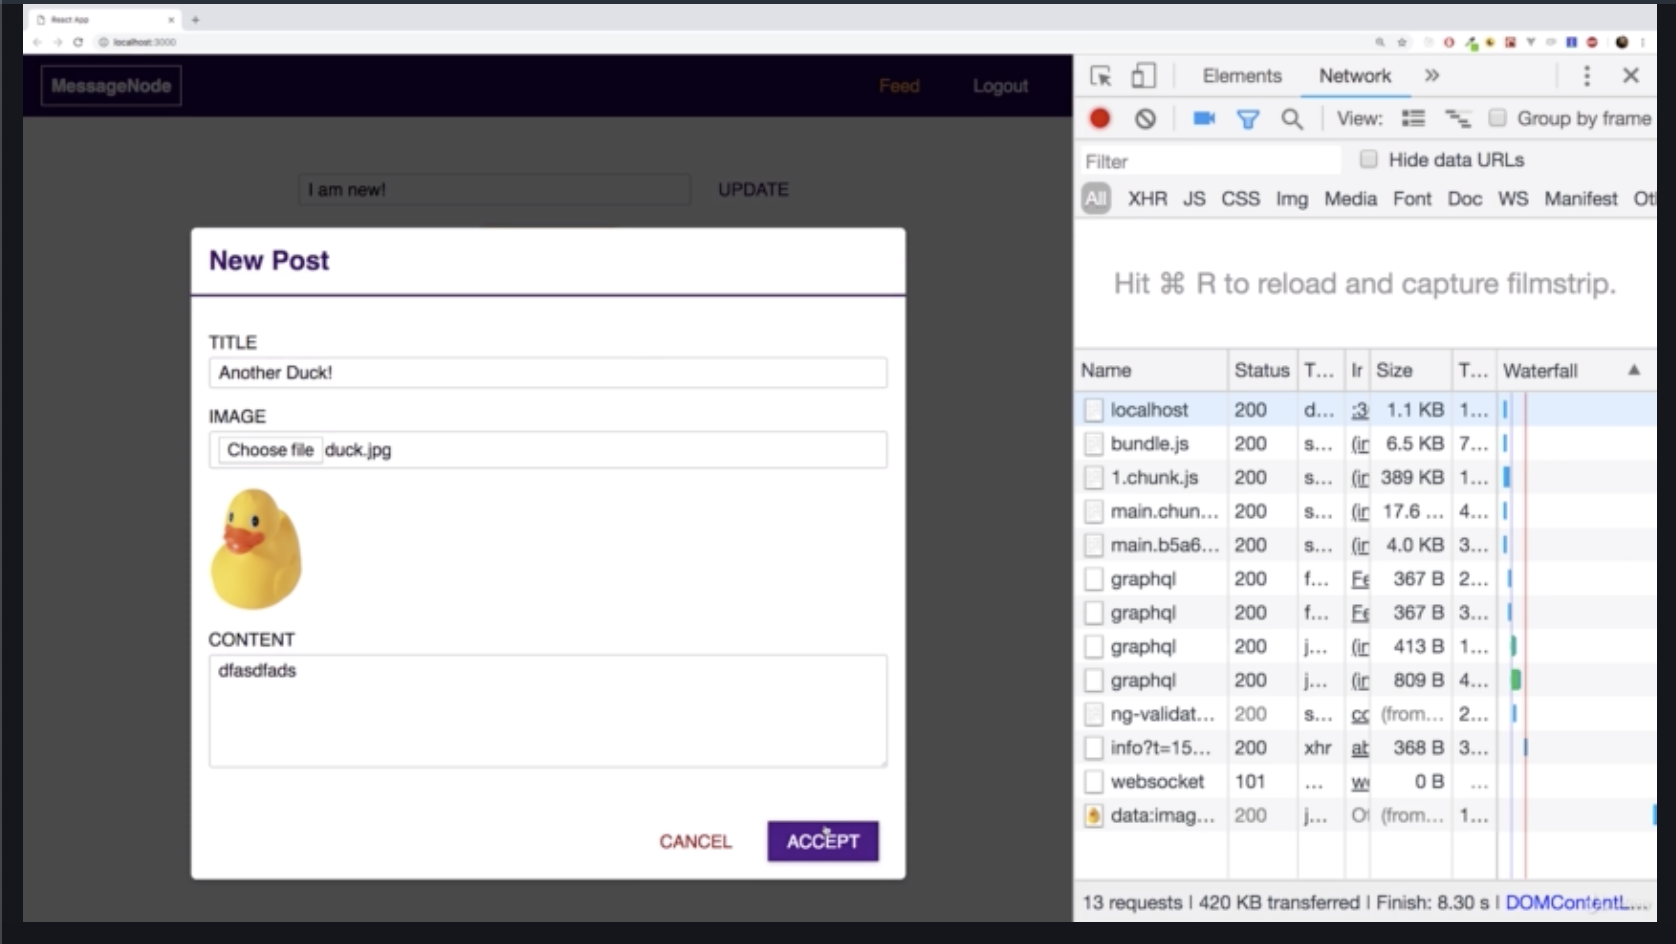 React App
localhost:3000
MessageNode
Feed
Logout
I am new!
UPDATE
New Post
TITLE
Another Duck!
IMAGE
Choose file duck.jpg
CONTENT
dfasdfads
CANCEL
ACCEPT
Elements Network »
View: Group by frame
Filter Hide data URLs
All XHR JS CSS Img Media Font Doc WS Manifest Ot
Hit ⌘ R to reload and capture filmstrip.
Name Status T... Ir Size T... Waterfall
localhost 200 d... :3 1.1 KB 1...
bundle.js 200 s... (ir 6.5 KB 7...
1.chunk.js 200 s... (ir 389 KB 1...
main.chun... 200 s... (ir 17.6 ... 4...
main.b5a6... 200 s... (ir 4.0 KB 3...
graphql 200 f... Fe 367 B 2...
graphql 200 f... Fe 367 B 3...
graphql 200 j... (ir 413 B 1...
graphql 200 j... (ir 809 B 4...
ng-validat... 200 s... cc (from... 2...
info?t=15... 200 xhr ab 368 B 3...
websocket 101 ... we 0 B ...
data:imag... 200 j... Ot (from... 1...
13 requests | 420 KB transferred | Finish: 8.30 s | DOMContentL...